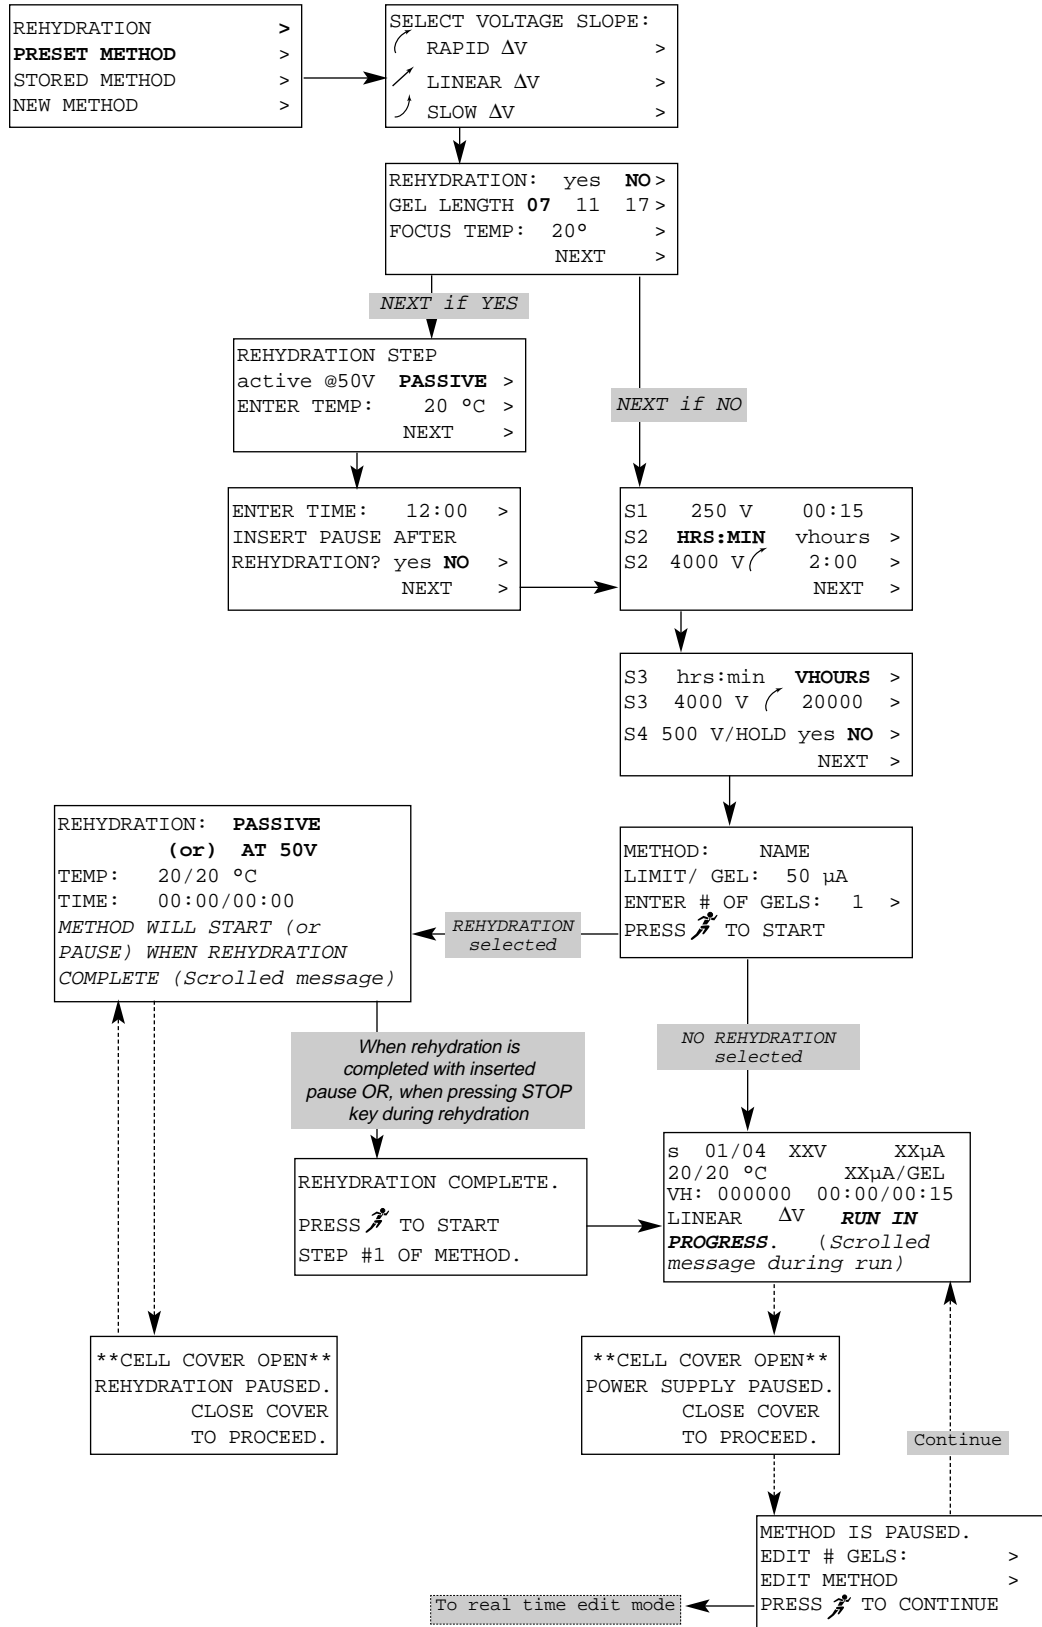 REHYDRATION >
PRESET METHOD >
STORED METHOD >
NEW METHOD >
SELECT VOLTAGE SLOPE:
RAPID ΔV >
LINEAR ΔV >
SLOW ΔV >
REHYDRATION: yes NO >
GEL LENGTH 07 11 17 >
FOCUS TEMP: 20° >
NEXT >
NEXT if YES
REHYDRATION STEP
active @50V PASSIVE >
ENTER TEMP: 20 °C >
NEXT >
NEXT if NO
ENTER TIME: 12:00 >
INSERT PAUSE AFTER
REHYDRATION? yes NO >
NEXT >
S1 250 V 00:15
S2 HRS:MIN vhours >
S2 4000 V 2:00 >
NEXT >
S3 hrs:min VHOURS >
S3 4000 V 20000 >
S4 500 V/HOLD yes NO >
NEXT >
METHOD: NAME
LIMIT/ GEL: 50 µA
ENTER # OF GELS: 1 >
PRESS TO START
REHYDRATION
selected
REHYDRATION: PASSIVE
(or) AT 50V
TEMP: 20/20 °C
TIME: 00:00/00:00
METHOD WILL START (or
PAUSE) WHEN REHYDRATION
COMPLETE (Scrolled message)
When rehydration is
completed with inserted
pause OR, when pressing STOP
key during rehydration
NO REHYDRATION
selected
REHYDRATION COMPLETE.
PRESS TO START
STEP #1 OF METHOD.
s 01/04 XXV XXµA
20/20 °C XXµA/GEL
VH: 000000 00:00/00:15
LINEAR ΔV RUN IN
PROGRESS. (Scrolled
message during run)
**CELL COVER OPEN**
REHYDRATION PAUSED.
CLOSE COVER
TO PROCEED.
**CELL COVER OPEN**
POWER SUPPLY PAUSED.
CLOSE COVER
TO PROCEED.
Continue
METHOD IS PAUSED.
EDIT # GELS: >
EDIT METHOD >
PRESS TO CONTINUE
To real time edit mode